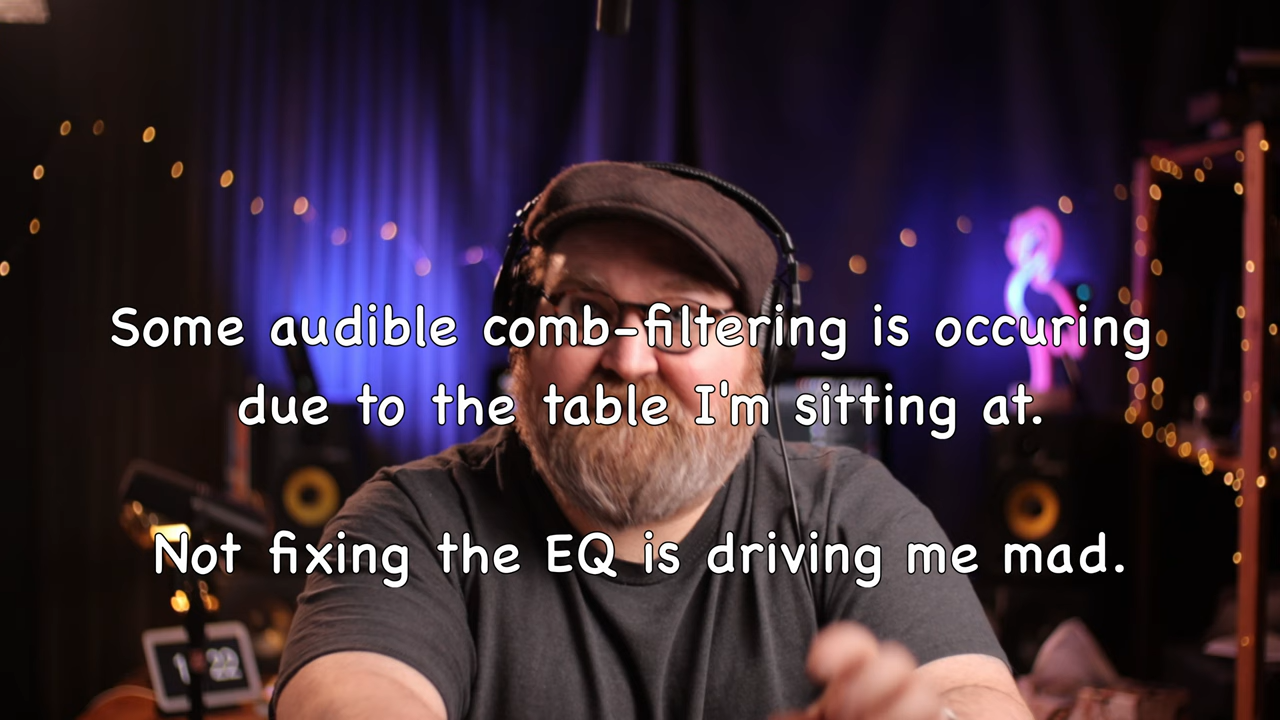 Some audible comb-filtering is occuring
due to the table I'm sitting at.
Not fixing the EQ is driving me mad.